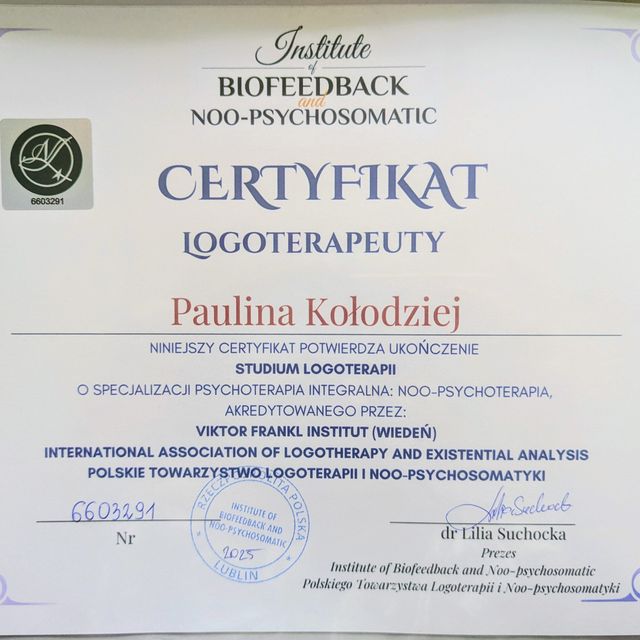 Institute
of
BIOFEEDBACK
and
NOO-PSYCHOSOMATIC
6603291
CERTYFIKAT
LOGOTERAPEUTY
Paulina Kołodziej
NINIEJSZY CERTYFIKAT POTWIERDZA UKOŃCZENIE
STUDIUM LOGOTERAPII
O SPECJALIZACJI PSYCHOTERAPIA INTEGRALNA: NOO-PSYCHOTERAPIA,
AKREDYTOWANEGO PRZEZ:
VIKTOR FRANKL INSTITUT (WIEDEŃ)
INTERNATIONAL ASSOCIATION OF LOGOTHERAPY AND EXISTENTIAL ANALYSIS
POLSKIE TOWARZYSTWO LOGOTERAPII I NOO-PSYCHOSOMATYKI
6603291
Nr
RZECZPOSPOLITA POLSKA
INSTITUTE OF
BIOFEEDBACK AND
NOO-PSYCHOSOMATIC
2025
LUBLIN
dr Lilia Suchocka
Prezes
Institute of Biofeedback and Noo-psychosomatic
Polskiego Towarzystwa Logoterapii i Noo-psychosomatyki